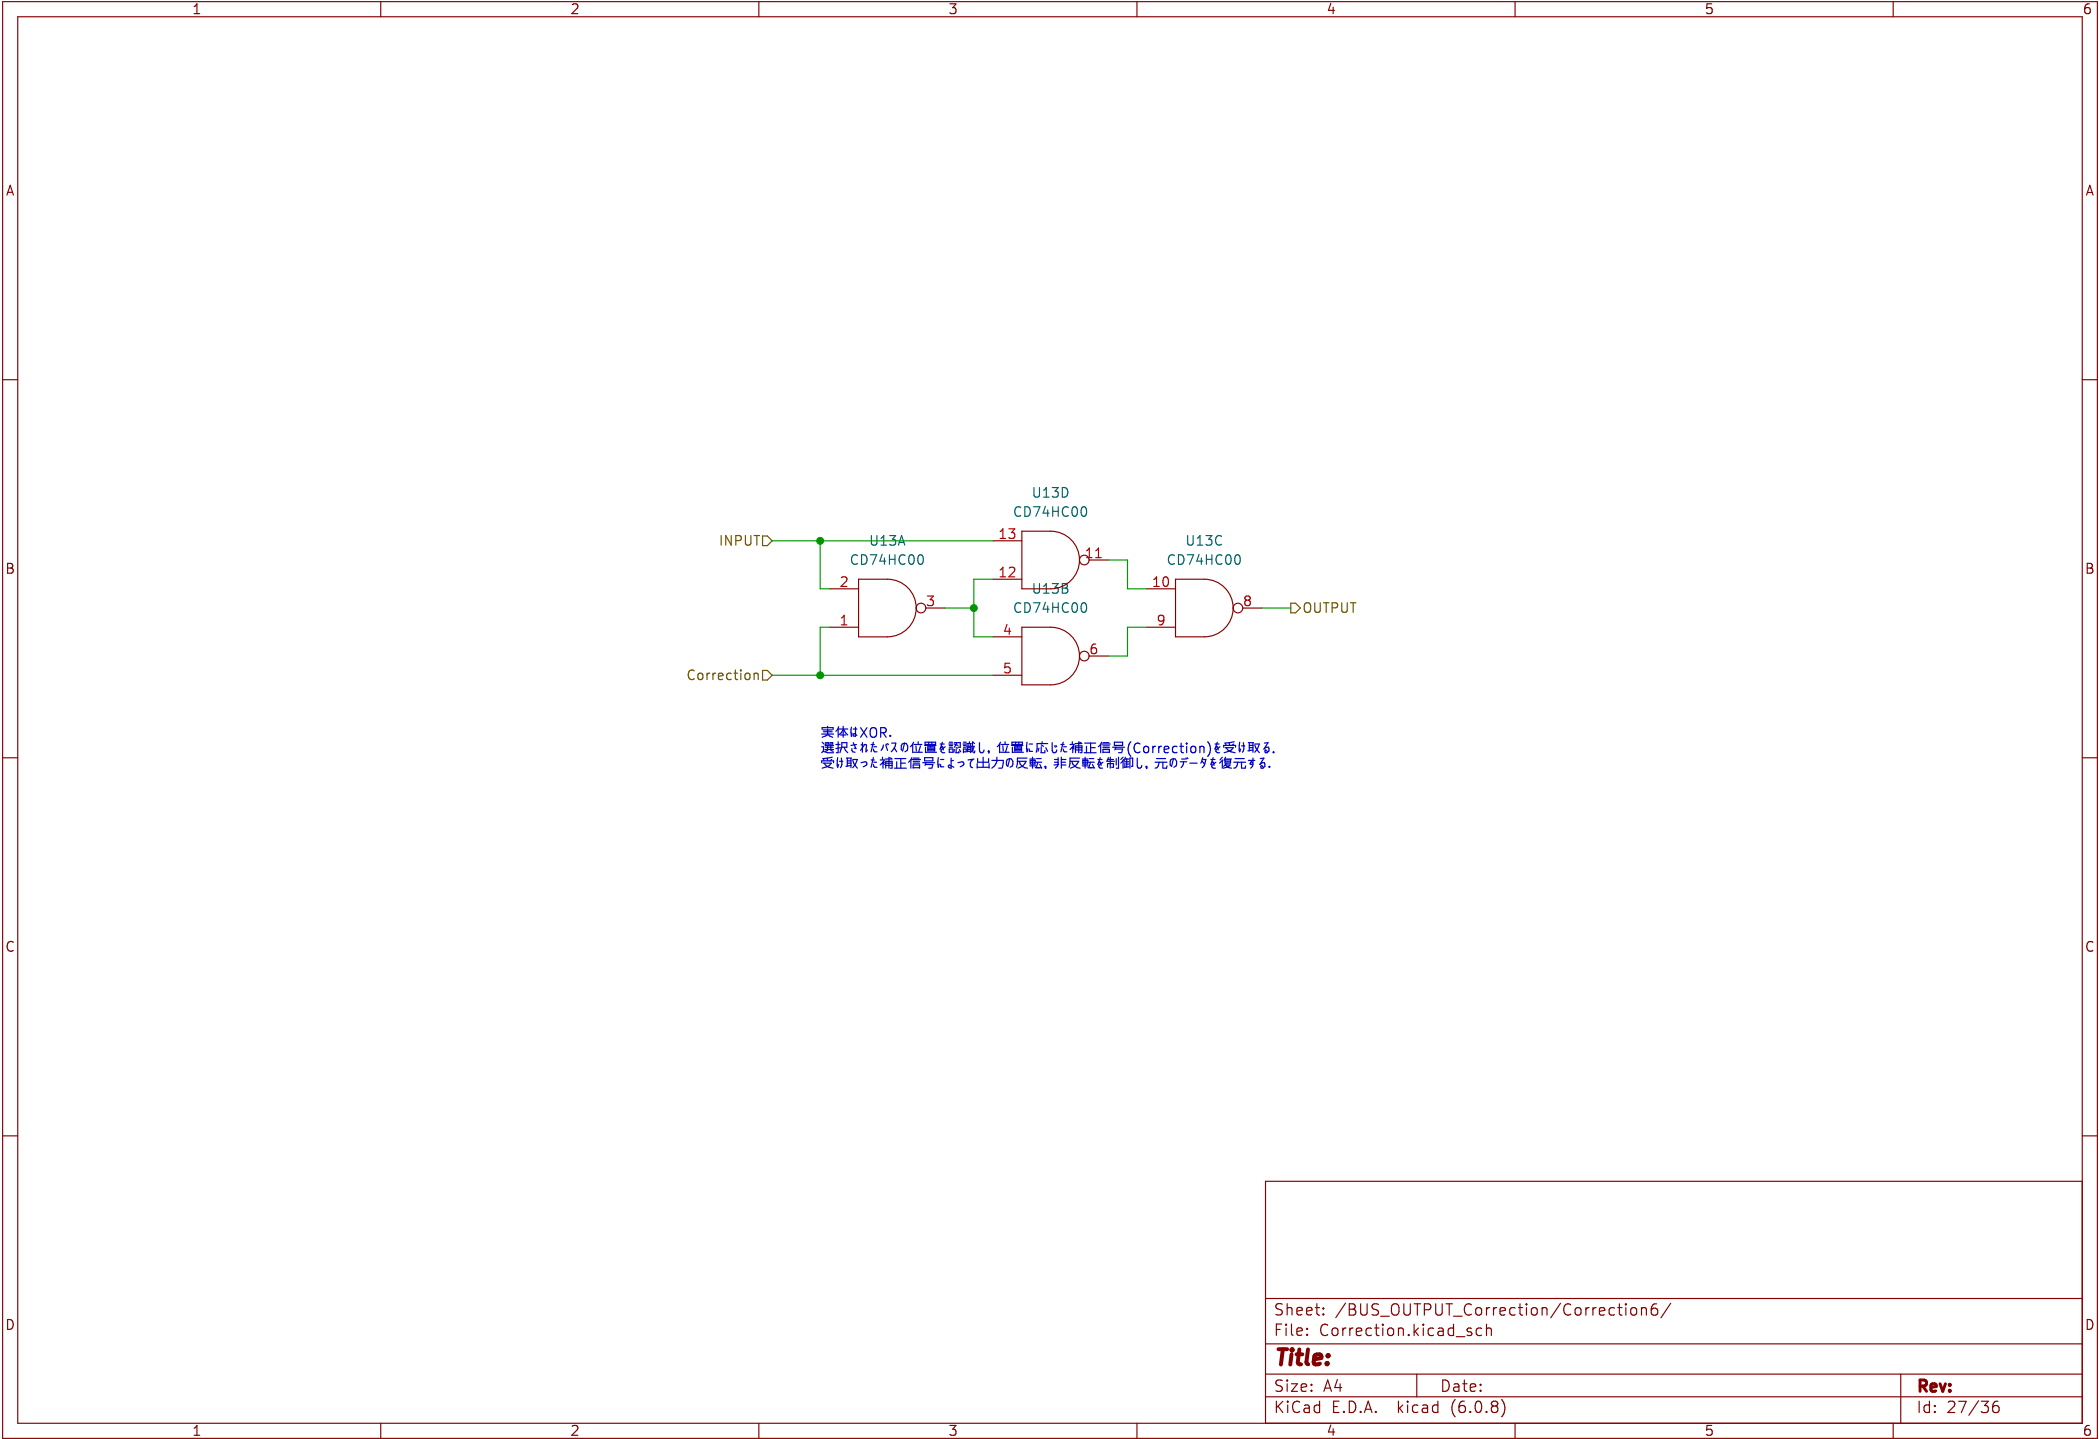 1 2 3 4 5 6
A A
U13D
CD74HC00
INPUT
U13A
CD74HC00
13
12
11
U13C
CD74HC00
B B
2
1
3
U13B
CD74HC00
10
9
8
OUTPUT
4
5
6
Correction
実体はXOR.
選択されたバスの位置を認識し, 位置に応じた補正信号(Correction)を受け取る.
受け取った補正信号によって出力の反転, 非反転を制御し, 元のデータを復元する.
C C
D D
Sheet: /BUS_OUTPUT_Correction/Correction6/
File: Correction.kicad_sch
Title:
Size: A4 Date: Rev:
KiCad E.D.A. kicad (6.0.8) Id: 27/36
1 2 3 4 5 6